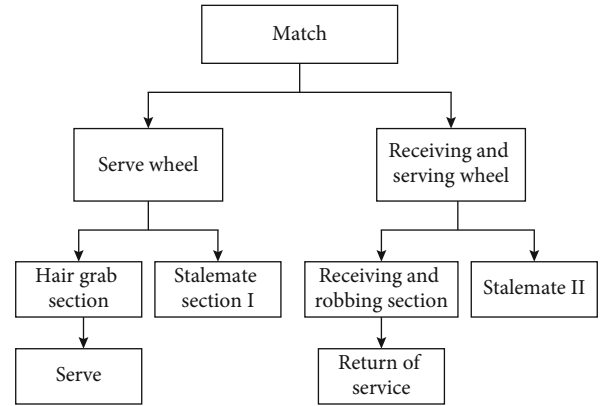 Match
Serve wheel
Receiving and
serving wheel
Hair grab
section
Stalemate
section I
Receiving and
robbing section
Stalemate II
Serve
Return of
service